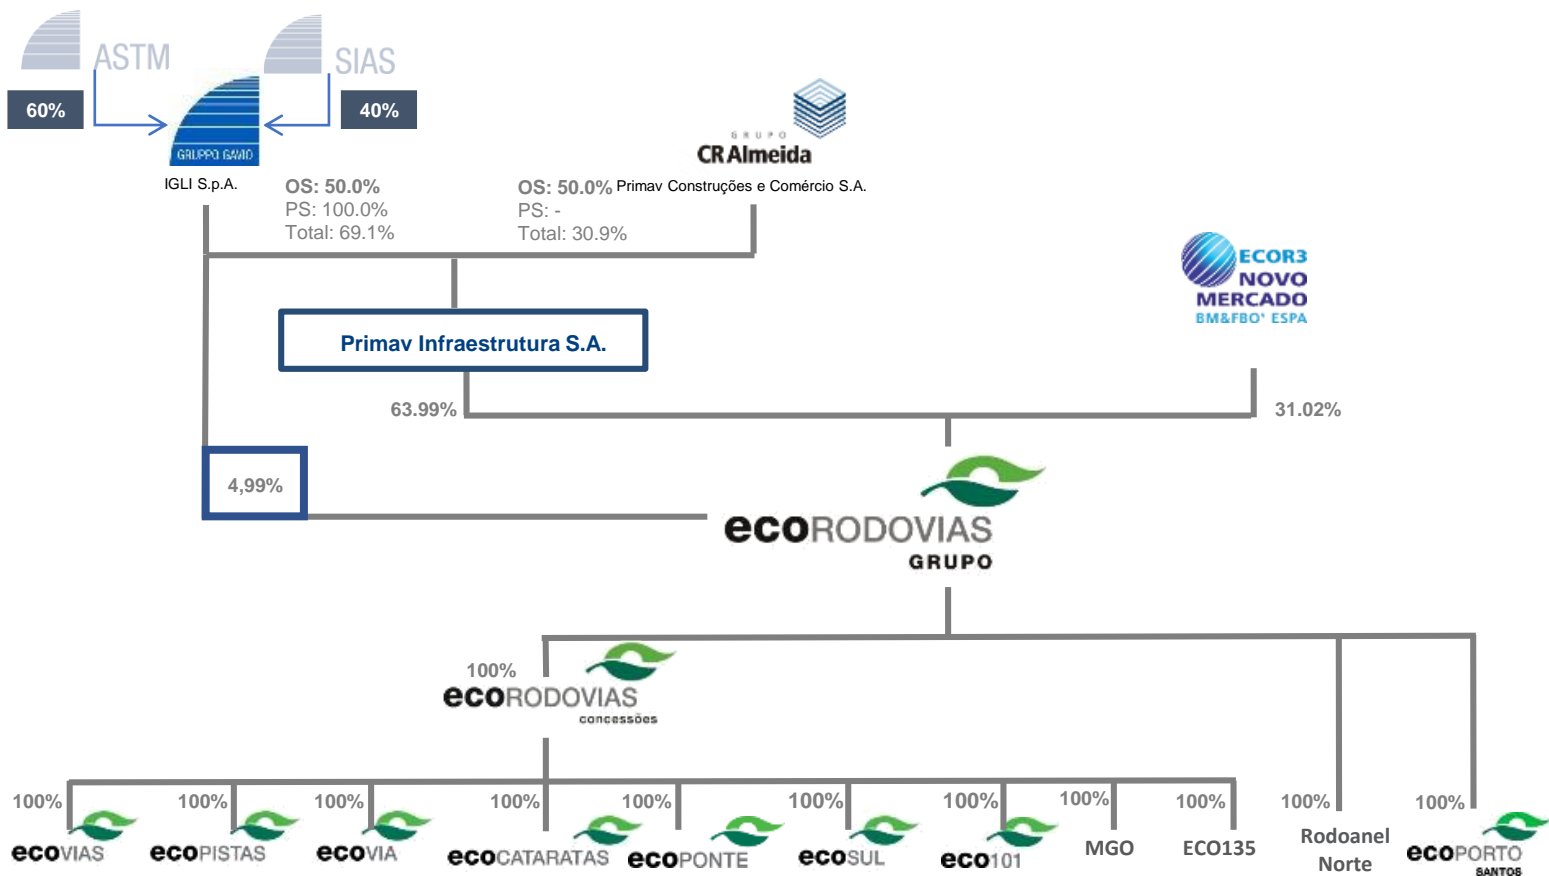 ASTM
SIAS
60%
40%
GRUPPO GAVIO
IGLI S.p.A.
GRUPO
CR Almeida
Primav Construções e Comércio S.A.
OS: 50.0%
PS: 100.0%
Total: 69.1%
OS: 50.0%
PS: -
Total: 30.9%
ECOR3
NOVO
MERCADO
BM&FBO' ESPA
Primav Infraestrutura S.A.
63.99%
31.02%
4,99%
ecoRODOVIAS
GRUPO
100%
ecoRODOVIAS
concessões
100%
100%
100%
100%
100%
100%
100%
100%
100%
100%
100%
ecoVIAS
ecoPISTAS
ecoVIA
ecoCATARATAS
ecoPONTE
ecoSUL
eco101
MGO
ECO135
Rodoanel
Norte
ecoPORTO
SANTOS